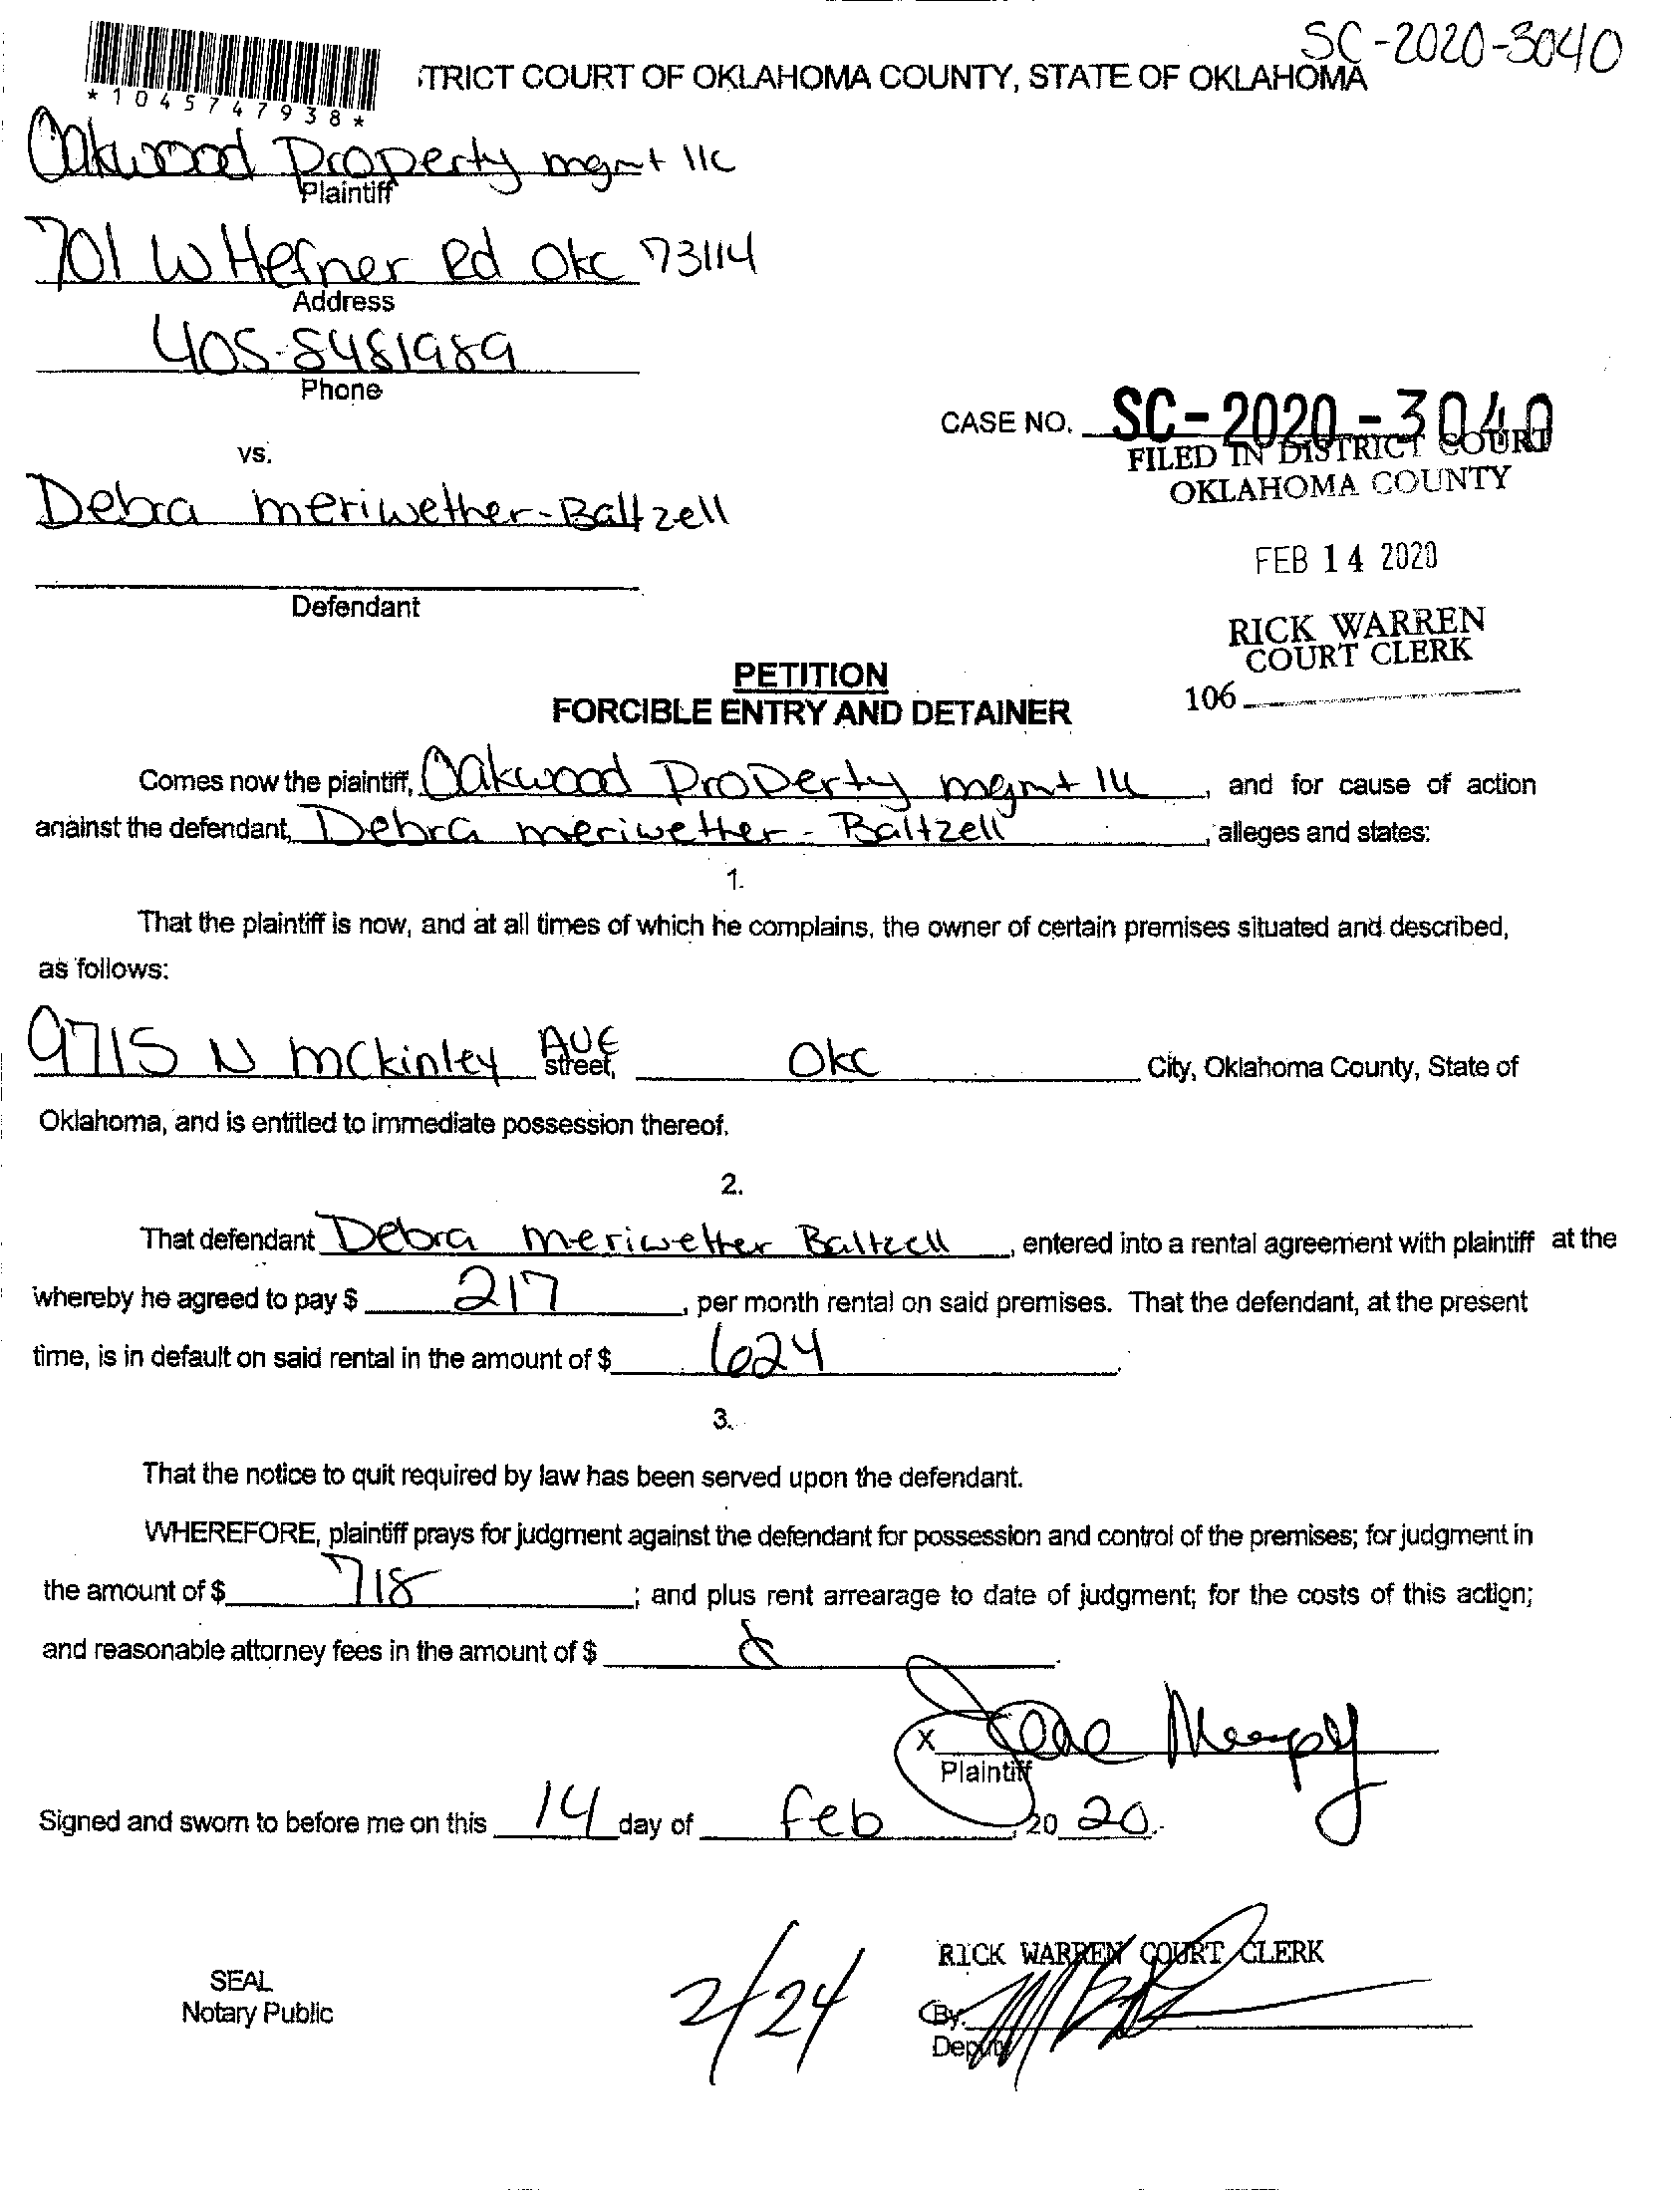 SC-2020-3040
TRICT COURT OF OKLAHOMA COUNTY, STATE OF OKLAHOMA
*1045747938*
Oakwood Property mgmt llc
Plaintiff
701 W Hefner Rd Okc 73114
Address
405-8481989
Phone
CASE NO. SC-2020-3040
FILED IN DISTRICT COURT
OKLAHOMA COUNTY
vs.
Debra meriwether-Baltzell
FEB 14 2020
Defendant
RICK WARREN
COURT CLERK
106
PETITION
FORCIBLE ENTRY AND DETAINER
Comes now the plaintiff, Oakwood Property mgmt llc, and for cause of action
against the defendant, Debra meriwether-Baltzell, alleges and states:
1.
That the plaintiff is now, and at all times of which he complains, the owner of certain premises situated and described,
as follows:
9715 N mckinley AVE street, Okc City, Oklahoma County, State of
Oklahoma, and is entitled to immediate possession thereof.
2.
That defendant Debra meriwether Baltzell, entered into a rental agreement with plaintiff at the
whereby he agreed to pay $ 217, per month rental on said premises. That the defendant, at the present
time, is in default on said rental in the amount of $ 624.
3.
That the notice to quit required by law has been served upon the defendant.
WHEREFORE, plaintiff prays for judgment against the defendant for possession and control of the premises; for judgment in
the amount of $ 718; and plus rent arrearage to date of judgment; for the costs of this action;
and reasonable attorney fees in the amount of $
X
Plaintiff
Signed and sworn to before me on this 14 day of feb, 20 20.
RICK WARREN COURT CLERK
SEAL
Notary Public
2/24
By:
Deputy